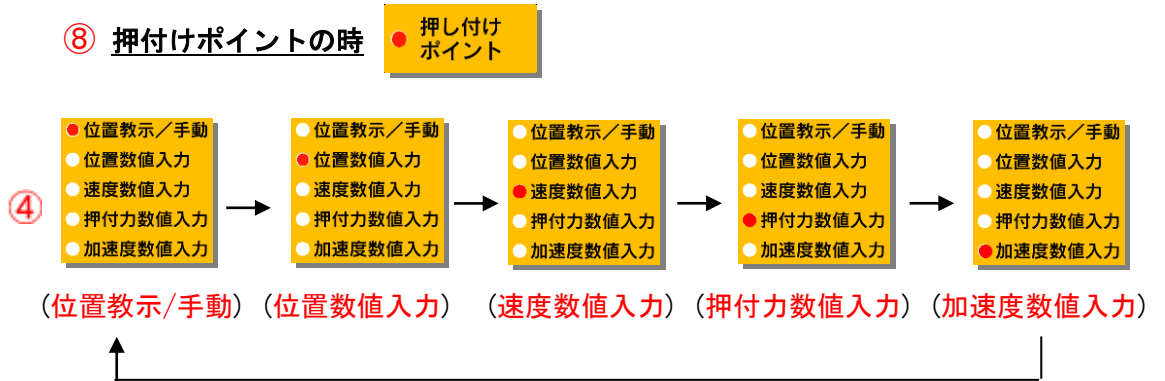 ⑧ 押付けポイントの時
押し付け
ポイント
④
位置教示／手動
位置数値入力
速度数値入力
押付力数値入力
加速度数値入力
位置教示／手動
位置数値入力
速度数値入力
押付力数値入力
加速度数値入力
位置教示／手動
位置数値入力
速度数値入力
押付力数値入力
加速度数値入力
位置教示／手動
位置数値入力
速度数値入力
押付力数値入力
加速度数値入力
位置教示／手動
位置数値入力
速度数値入力
押付力数値入力
加速度数値入力
(位置教示/手動) (位置数値入力) (速度数値入力) (押付力数値入力) (加速度数値入力)